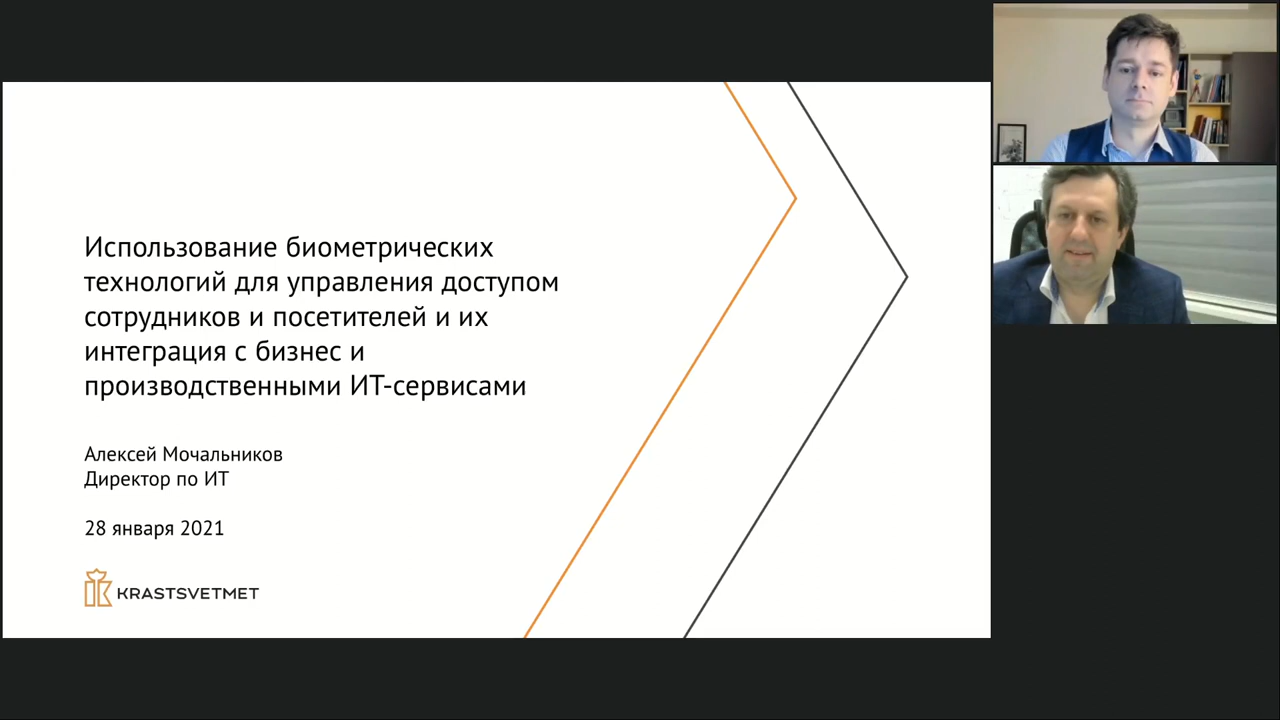 Использование биометрических
технологий для управления доступом
сотрудников и посетителей и их
интеграция с бизнес и
производственными ИТ-сервисами
Алексей Мочальников
Директор по ИТ
28 января 2021
KRASTSVETMET